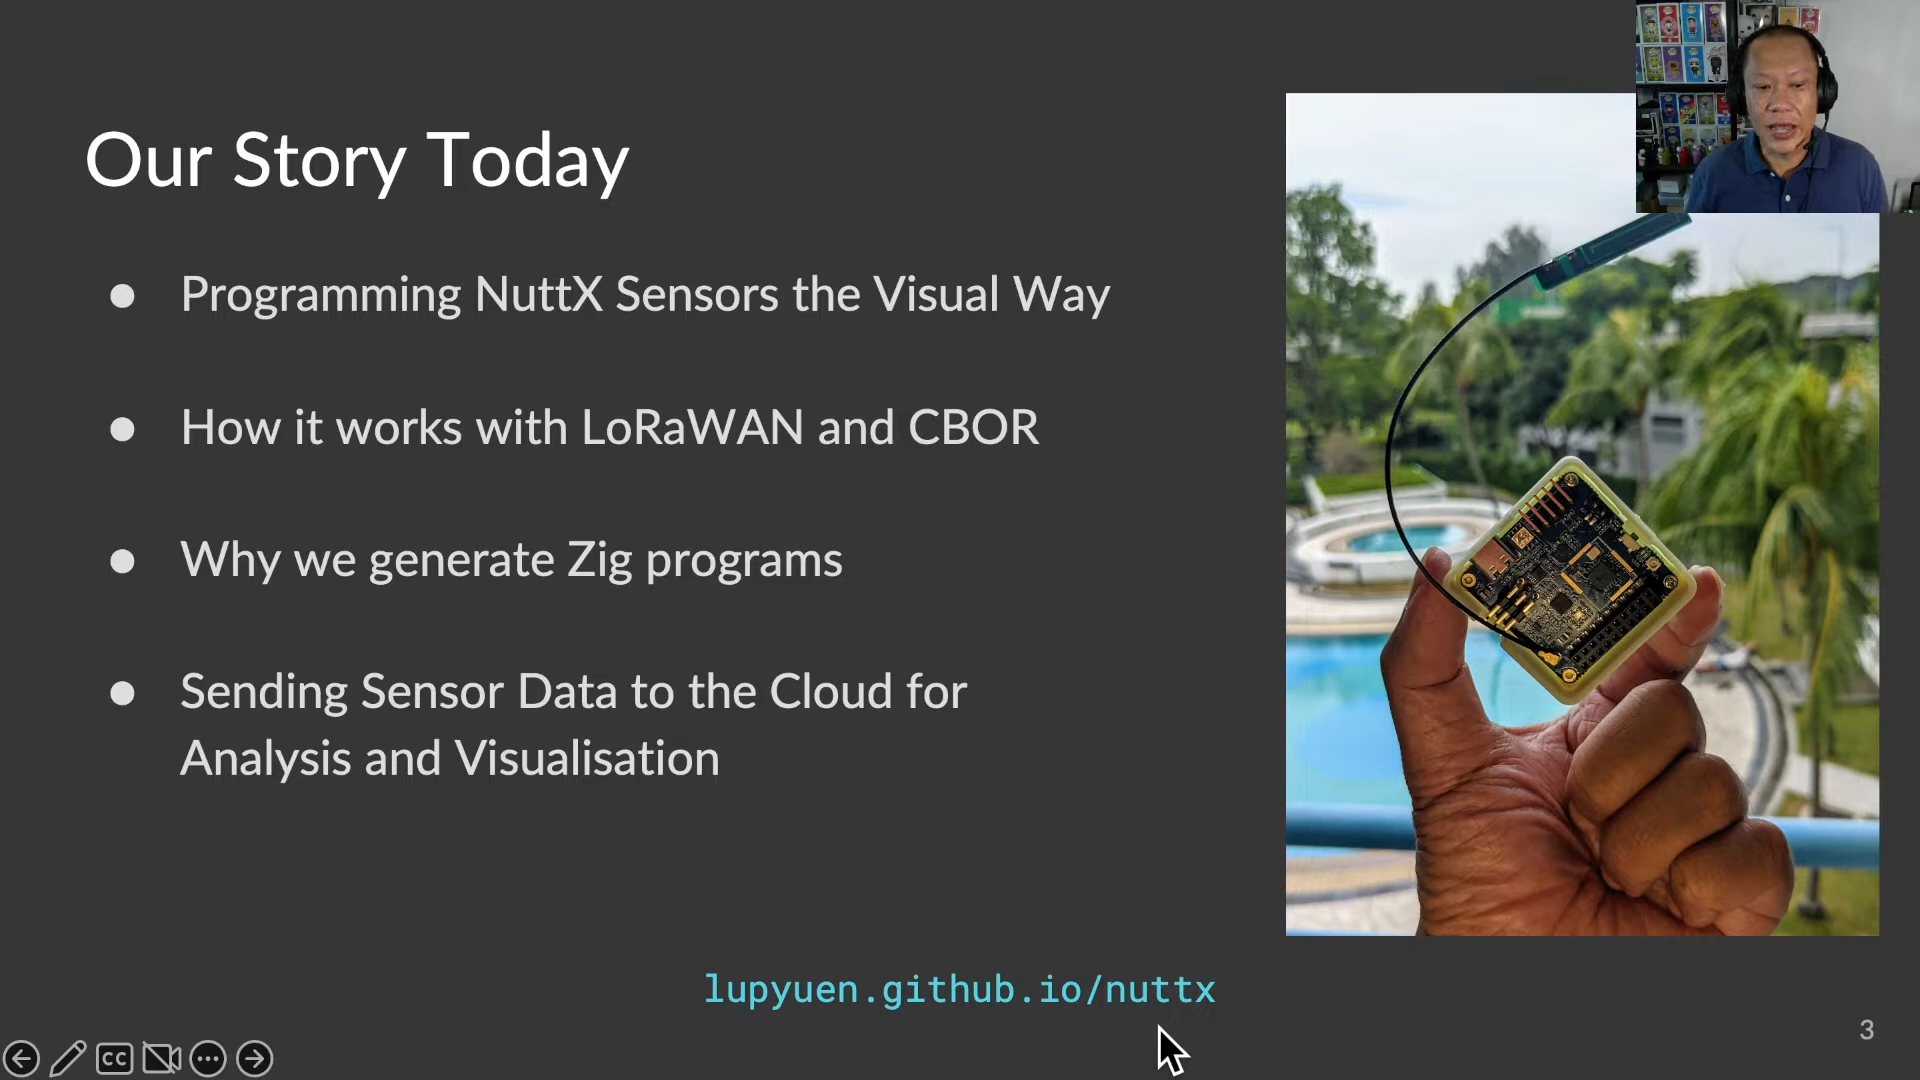 Our Story Today
● Programming NuttX Sensors the Visual Way
● How it works with LoRaWAN and CBOR
● Why we generate Zig programs
● Sending Sensor Data to the Cloud for
Analysis and Visualisation
lupyuen.github.io/nuttx
3
CC